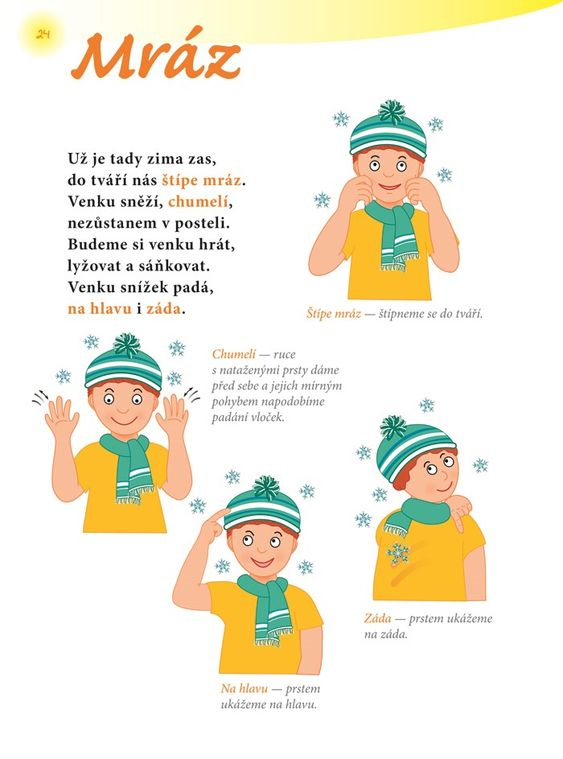 24
Mráz
Už je tady zima zas,
do tváří nás štípe mráz.
Venku sněží, chumelí,
nezůstanem v posteli.
Budeme si venku hrát,
lyžovat a sáňkovat.
Venku snížek padá,
na hlavu i záda.
Štípe mráz — štípneme se do tváří.
Chumelí — ruce
s nataženými prsty dáme
před sebe a jejich mírným
pohybem napodobíme
padání vloček.
Záda — prstem ukážeme
na záda.
Na hlavu — prstem
ukážeme na hlavu.